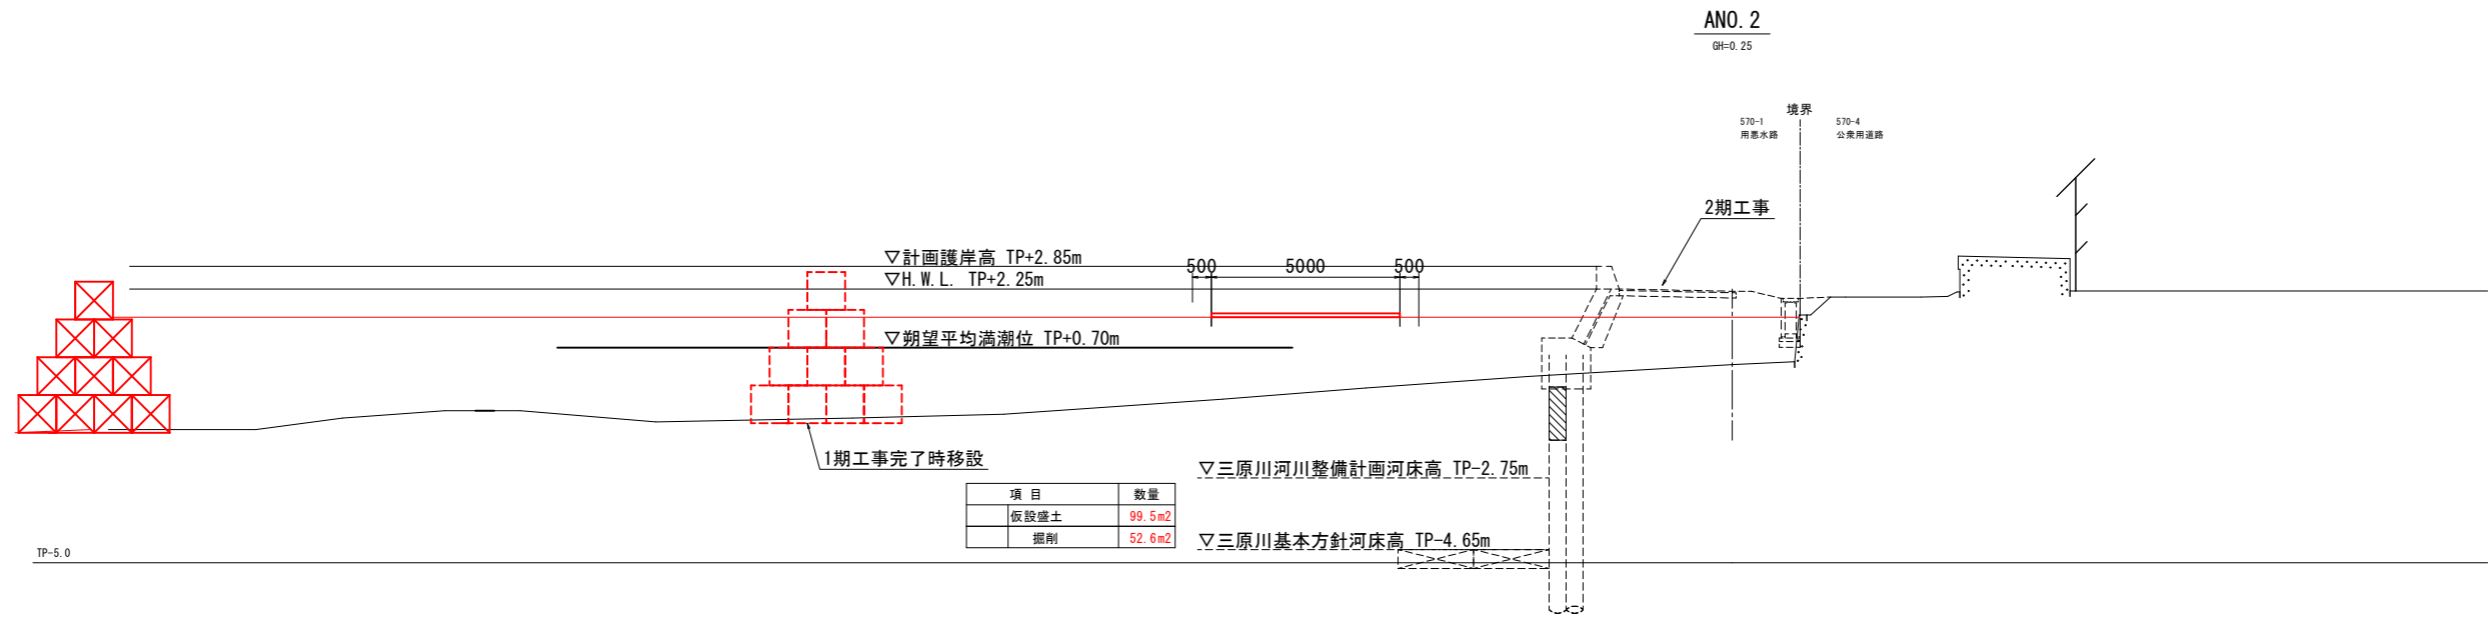 ANO. 2
GH=0. 25
境界
570-1
用悪水路
570-4
公衆用道路
2期工事
▽計画護岸高 TP+2. 85m
▽H. W. L. TP+2. 25m
500 5000 500
▽朔望平均満潮位 TP+0. 70m
1期工事完了時移設
▽三原川河川整備計画河床高 TP-2. 75m
項 目 数量
仮設盛土 99. 5m2
掘削 52. 6m2
▽三原川基本方針河床高 TP-4. 65m
TP-5. 0